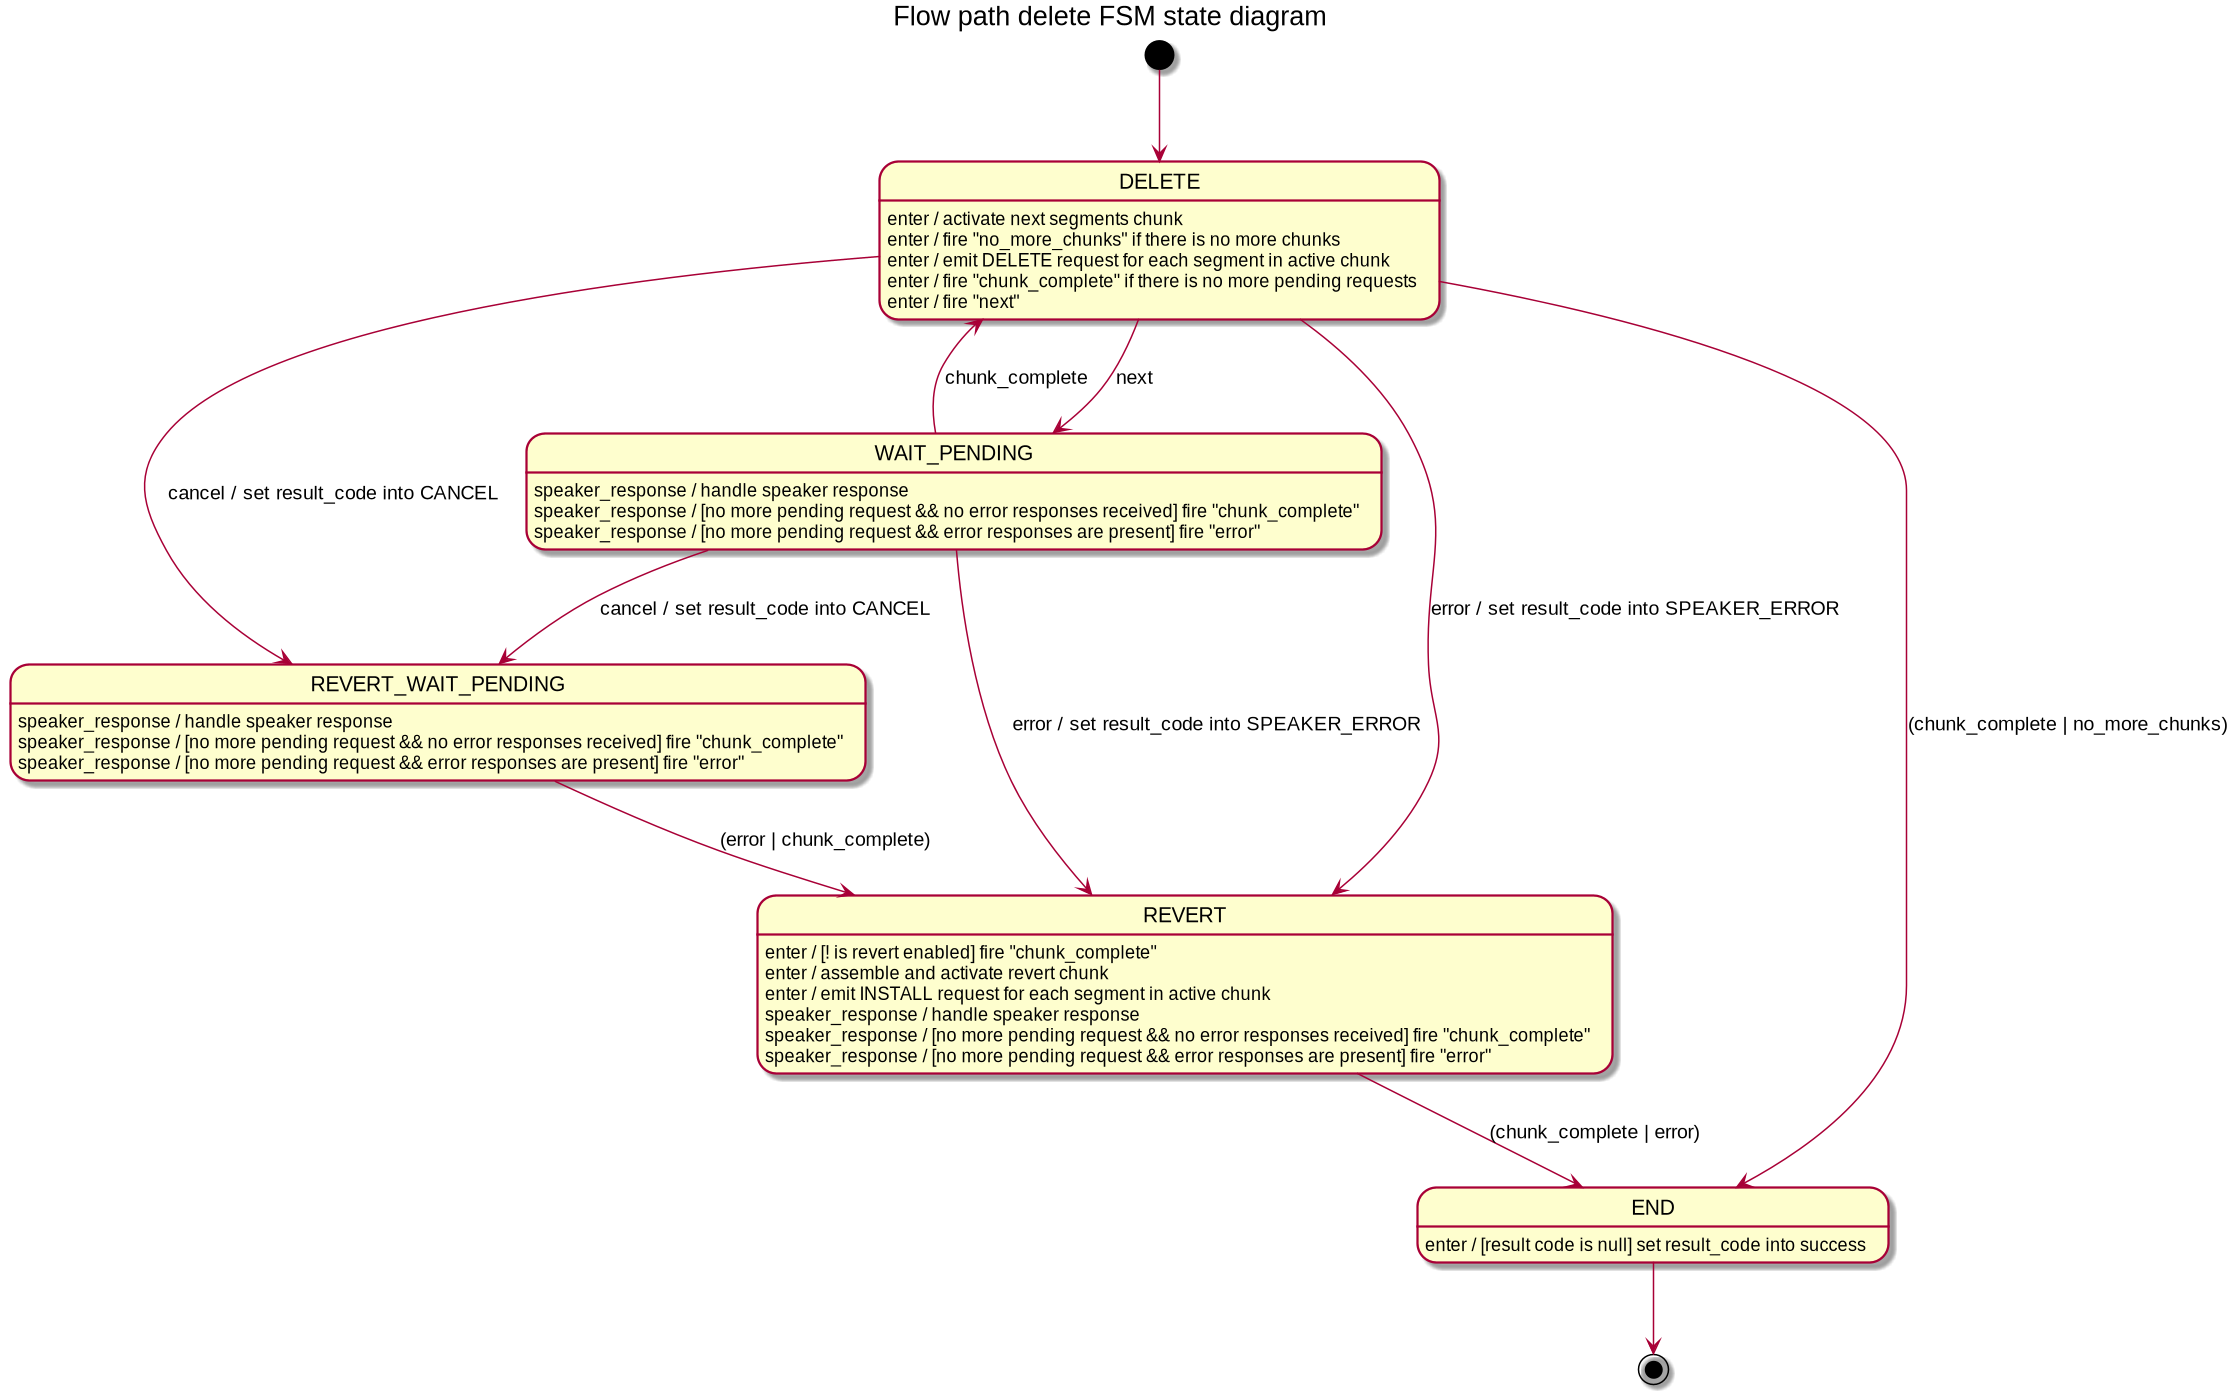 Flow path delete FSM state diagram
DELETE
enter / activate next segments chunk
enter / fire "no_more_chunks" if there is no more chunks
enter / emit DELETE request for each segment in active chunk
enter / fire "chunk_complete" if there is no more pending requests
enter / fire "next"
chunk_complete
next
WAIT_PENDING
speaker_response / handle speaker response
speaker_response / [no more pending request && no error responses received] fire "chunk_complete"
speaker_response / [no more pending request && error responses are present] fire "error"
cancel / set result_code into CANCEL
cancel / set result_code into CANCEL
error / set result_code into SPEAKER_ERROR
REVERT_WAIT_PENDING
speaker_response / handle speaker response
speaker_response / [no more pending request && no error responses received] fire "chunk_complete"
speaker_response / [no more pending request && error responses are present] fire "error"
error / set result_code into SPEAKER_ERROR
(chunk_complete | no_more_chunks)
(error | chunk_complete)
REVERT
enter / [! is revert enabled] fire "chunk_complete"
enter / assemble and activate revert chunk
enter / emit INSTALL request for each segment in active chunk
speaker_response / handle speaker response
speaker_response / [no more pending request && no error responses received] fire "chunk_complete"
speaker_response / [no more pending request && error responses are present] fire "error"
(chunk_complete | error)
END
enter / [result code is null] set result_code into success